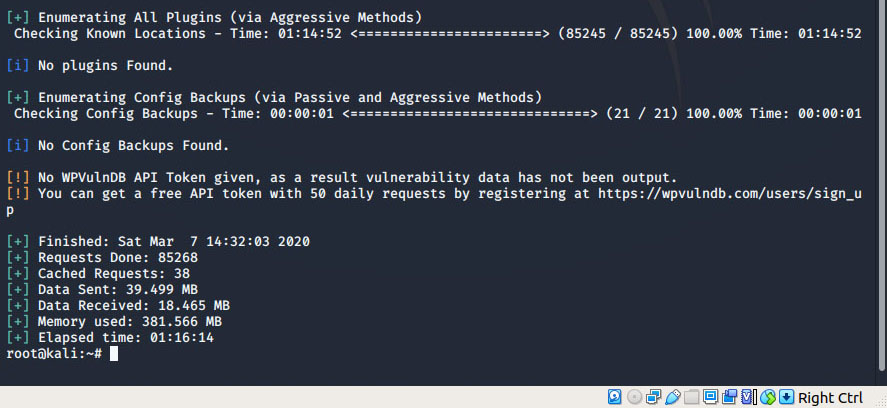 [+] Enumerating All Plugins (via Aggressive Methods)
 Checking Known Locations - Time: 01:14:52 <=======================> (85245 / 85245) 100.00% Time: 01:14:52
[i] No plugins Found.
[+] Enumerating Config Backups (via Passive and Aggressive Methods)
 Checking Config Backups - Time: 00:00:01 <==============================> (21 / 21) 100.00% Time: 00:00:01
[i] No Config Backups Found.
[!] No WPVulnDB API Token given, as a result vulnerability data has not been output.
[!] You can get a free API token with 50 daily requests by registering at https://wpvulndb.com/users/sign_u
p
[+] Finished: Sat Mar  7 14:32:03 2020
[+] Requests Done: 85268
[+] Cached Requests: 38
[+] Data Sent: 39.499 MB
[+] Data Received: 18.465 MB
[+] Memory used: 381.566 MB
[+] Elapsed time: 01:16:14
root@kali:~#
Right Ctrl